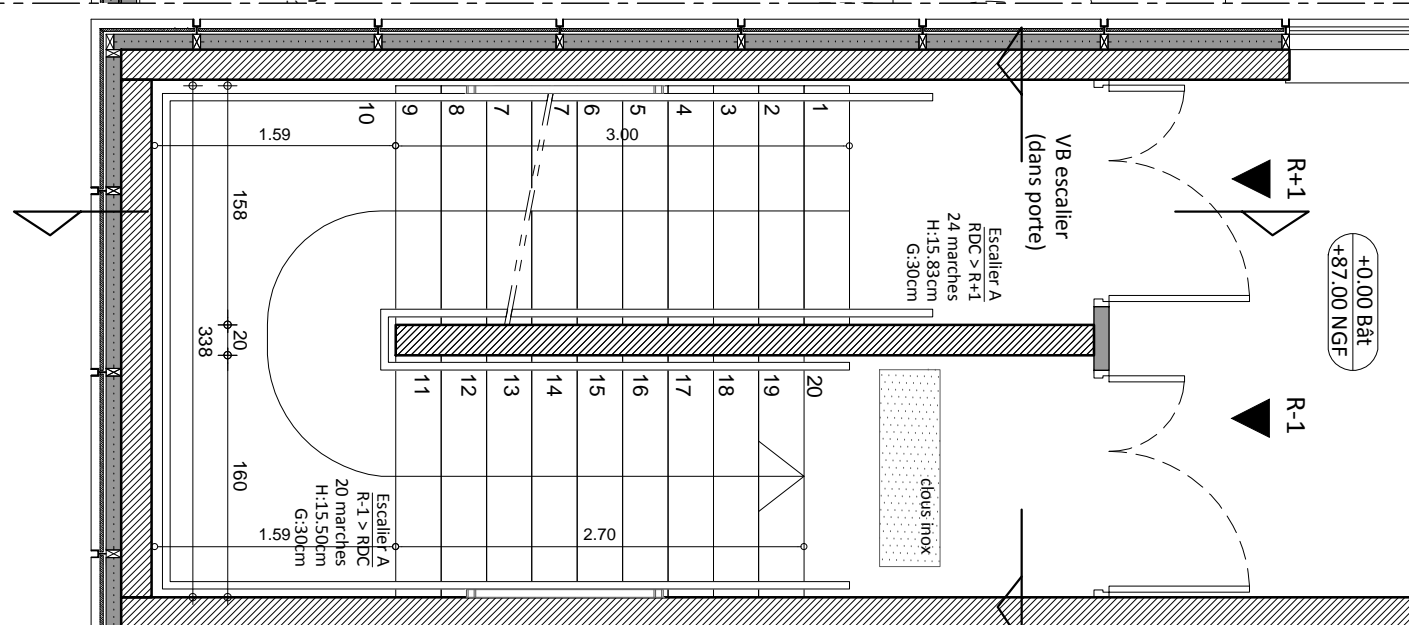 10
9
8
7
7
6
5
4
3
2
1
1.59
3.00
158
20
338
160
VB escalier
(dans porte)
R+1
Escalier A
RDC > R+1
24 marches
H:15.83cm
G:30cm
+0.00 Bât
+87.00 NGF
11
12
13
14
15
16
17
18
19
20
R-1
clous inox
Escalier A
R-1 > RDC
20 marches
H:15.50cm
G:30cm
1.59
2.70